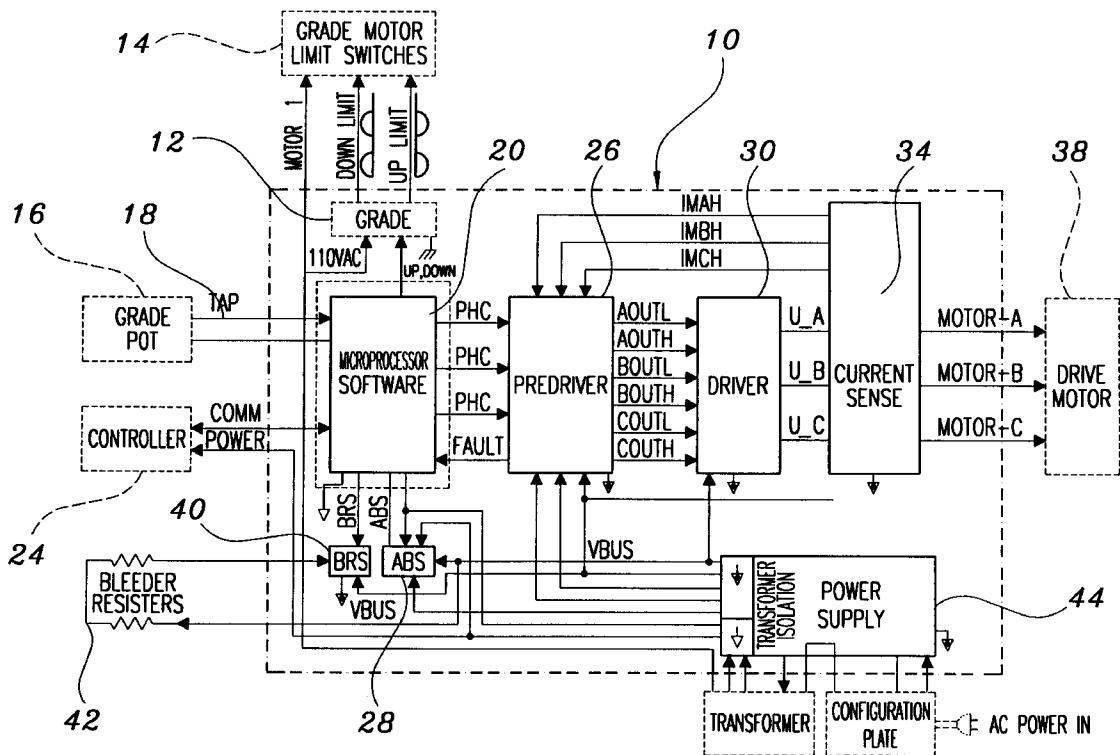 14
GRADE MOTOR
LIMIT SWITCHES
10
MOTOR 1
DOWN LIMIT
UP LIMIT
12
20
26
30
34
38
16
18
GRADE
110VAC
UP,DOWN
IMAH
IMBH
IMCH
TAP
GRADE
POT
MICROPROCESSOR
SOFTWARE
PHC
PHC
PHC
FAULT
PREDRIVER
AOUTL
AOUTH
BOUTL
BOUTH
COUTL
COUTH
DRIVER
U_A
U_B
U_C
CURRENT
SENSE
MOTOR-A
MOTOR-B
MOTOR-C
DRIVE
MOTOR
CONTROLLER
COMM
POWER
24
40
BRS
ABS
BRS
ABS
VBUS
VBUS
BLEEDER
RESISTERS
42
28
TRANSFORMER
ISOLATION
POWER
SUPPLY
44
TRANSFORMER
CONFIGURATION
PLATE
AC POWER IN